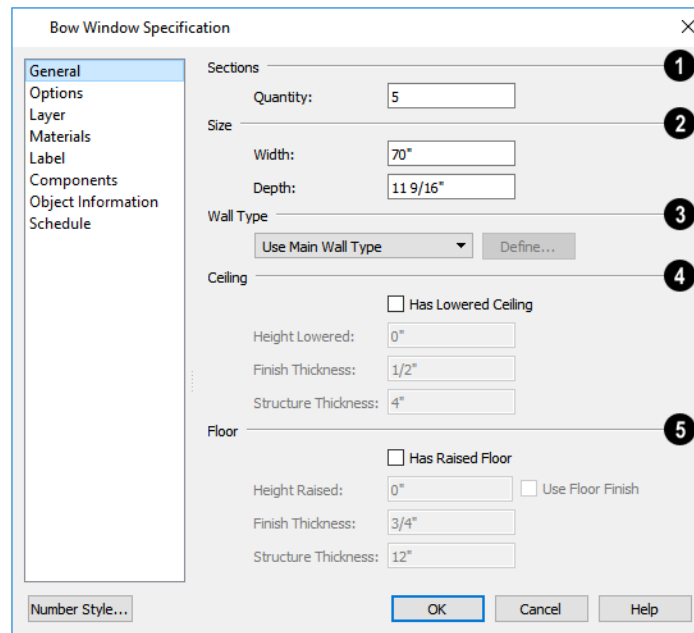 Bow Window Specification
General
Options
Layer
Materials
Label
Components
Object Information
Schedule
Sections
1
Quantity: 5
Size
2
Width: 70"
Depth: 11 9/16"
Wall Type
3
Use Main Wall Type Define...
Ceiling
4
Has Lowered Ceiling
Height Lowered: 0"
Finish Thickness: 1/2"
Structure Thickness: 4"
Floor
5
Has Raised Floor
Height Raised: 0" Use Floor Finish
Finish Thickness: 3/4"
Structure Thickness: 12"
Number Style... OK Cancel Help